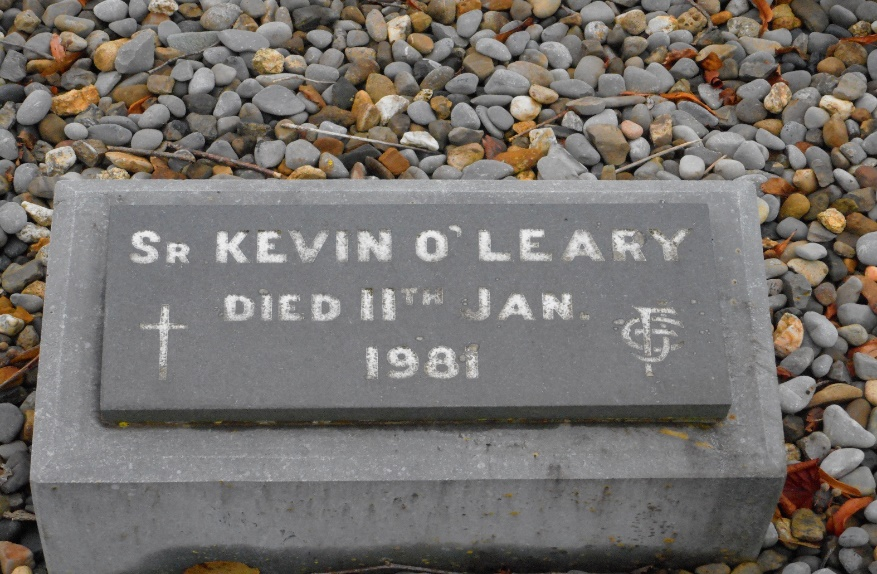 SR KEVIN O'LEARY
DIED 11TH JAN.
1981